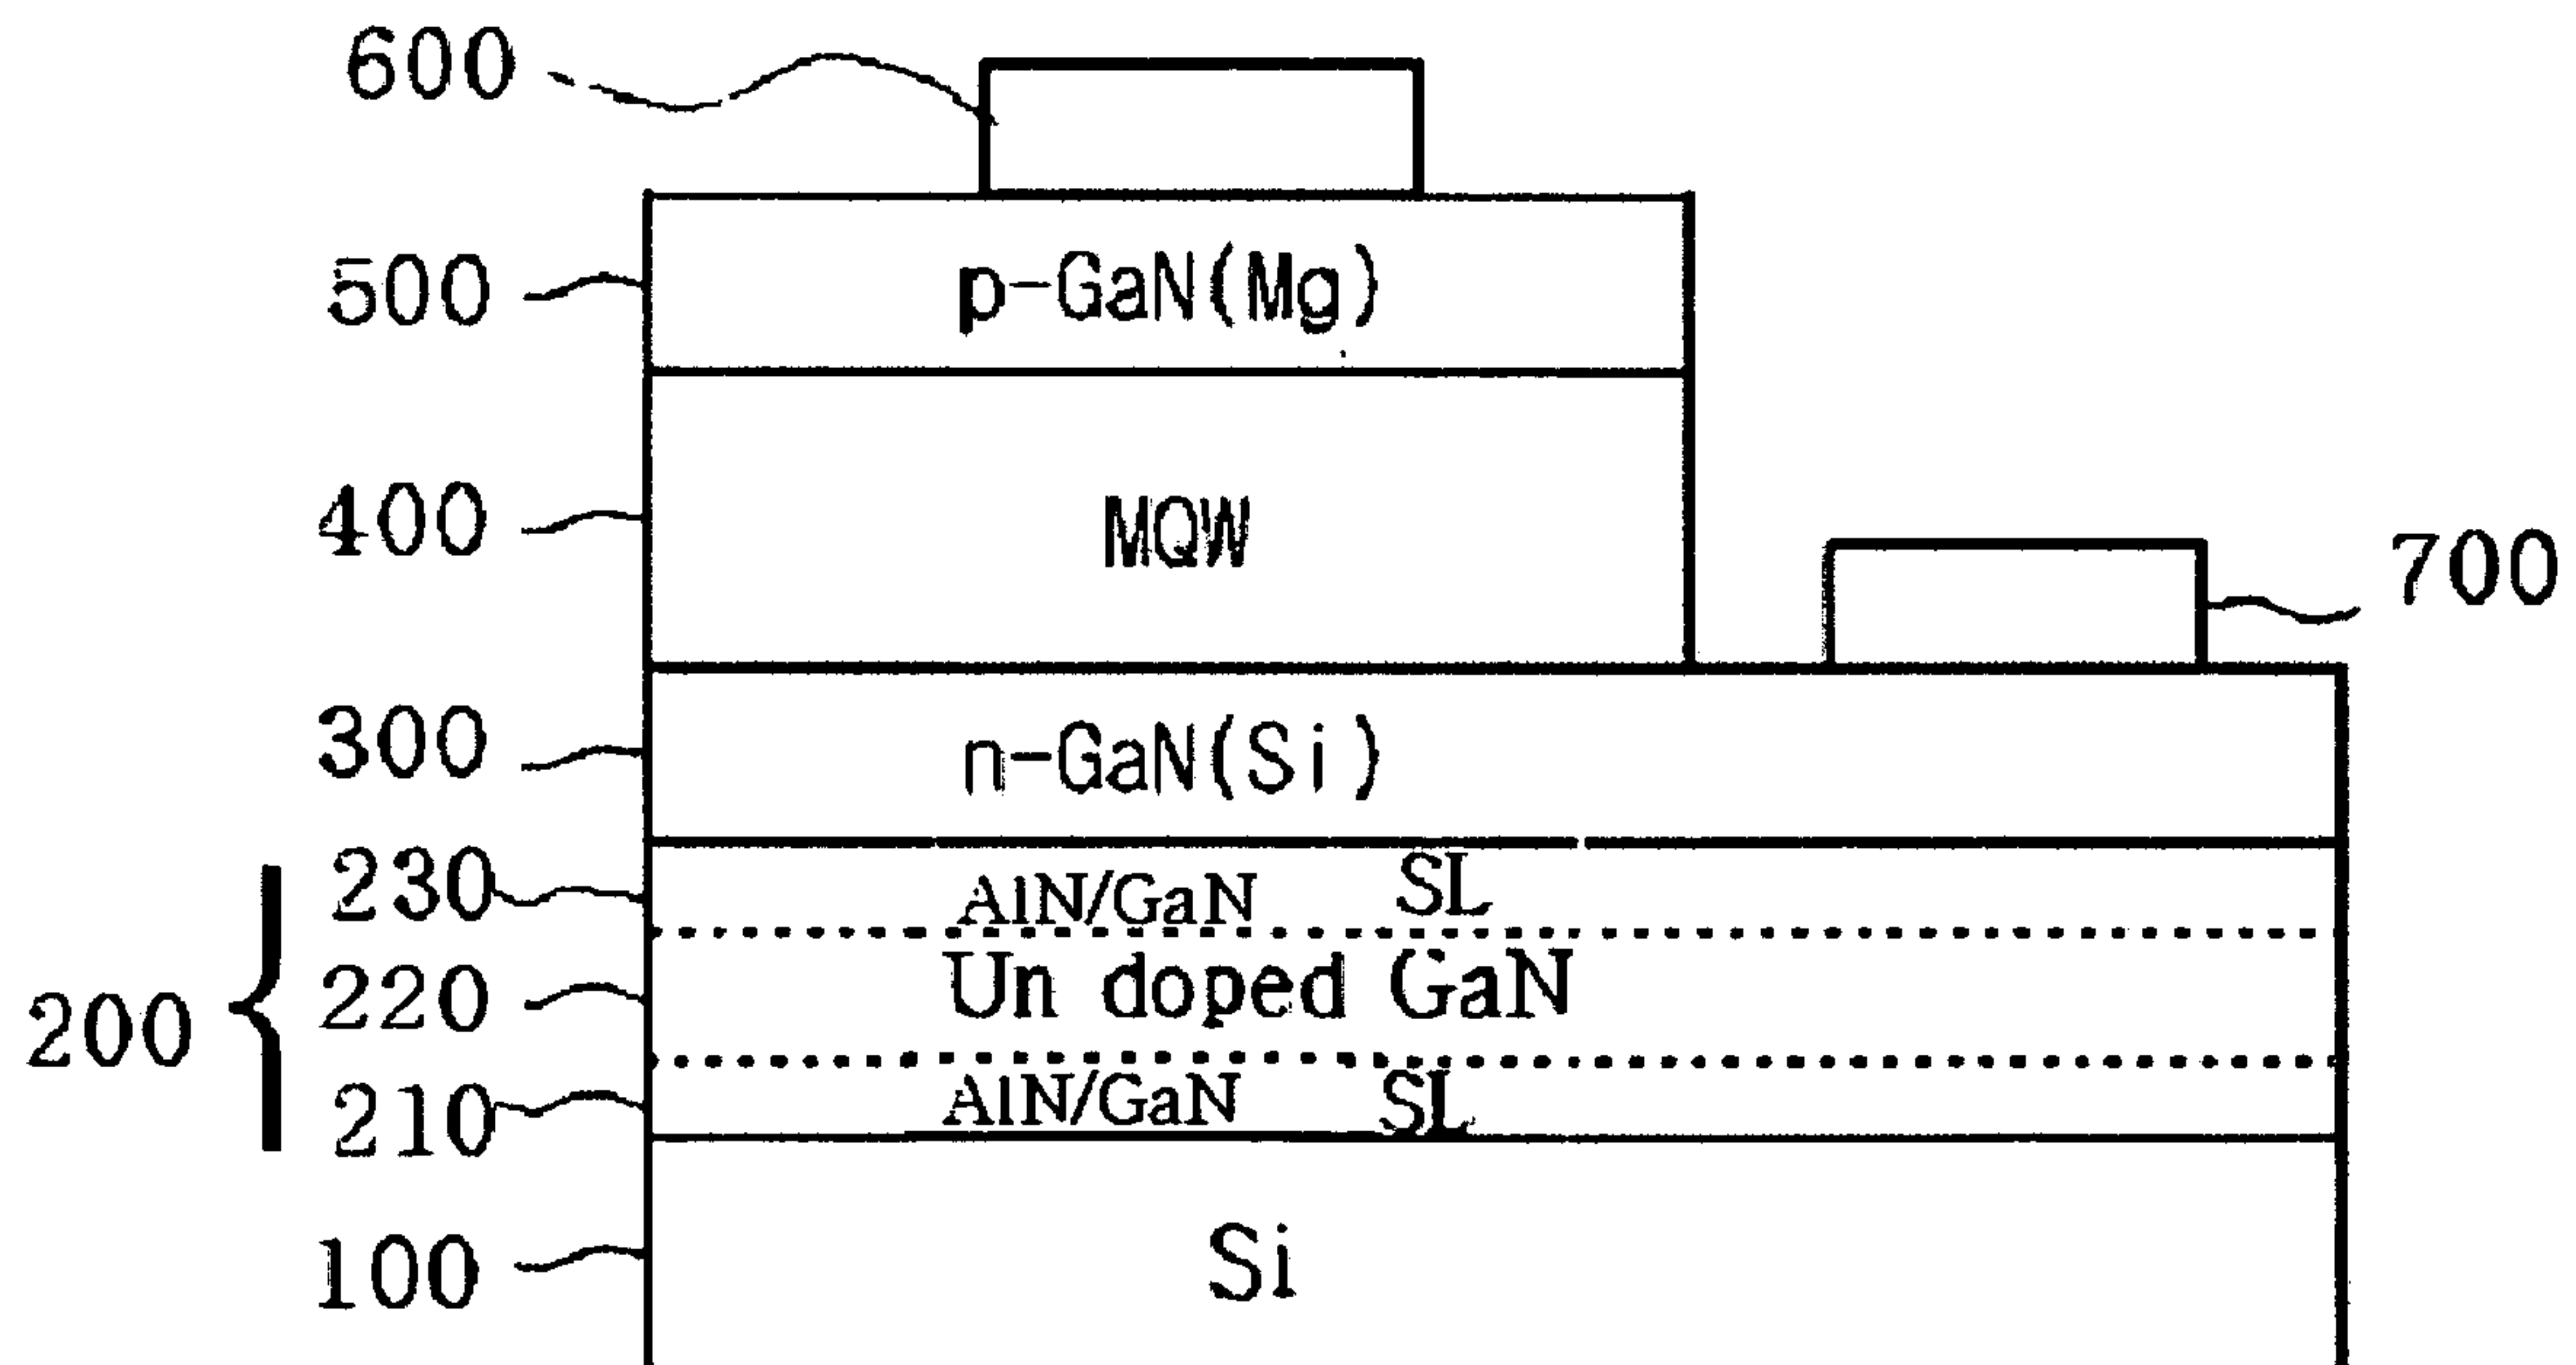 600
500 p-GaN(Mg)
400 MQW
700
300 n-GaN(Si)
230 AlN/GaN SL
200 220 Un doped GaN
210 AlN/GaN SL
100 Si